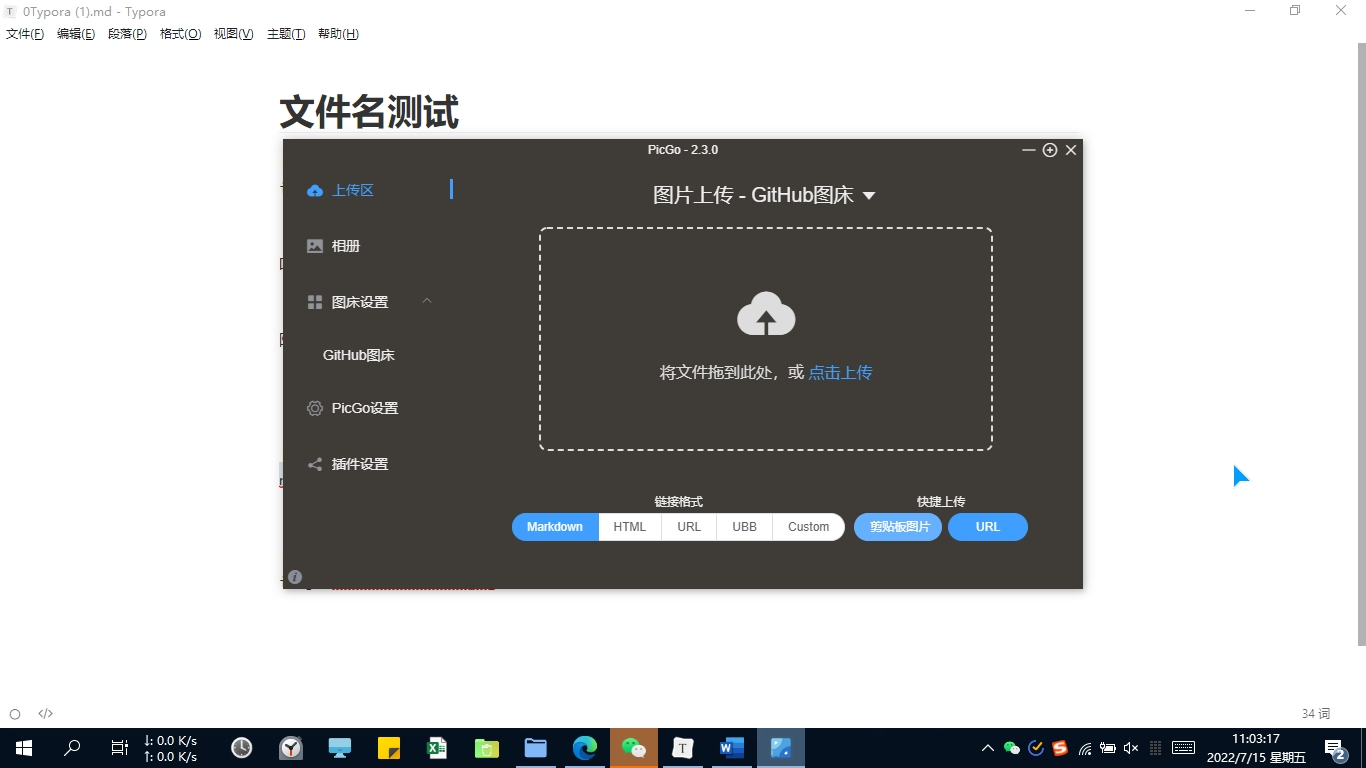 0Typora (1).md - Typora
文件(F) 编辑(E) 段落(P) 格式(O) 视图(V) 主题(T) 帮助(H)
文件名测试
PicGo - 2.3.0
上传区
图片上传 - GitHub图床
相册
图床设置
GitHub图床
将文件拖到此处，或 点击上传
PicGo设置
插件设置
链接格式 快捷上传
Markdown HTML URL UBB Custom 剪贴板图片 URL
34 词
↓: 0.0 K/s
↑: 0.0 K/s
11:03:17
2022/7/15 星期五
2